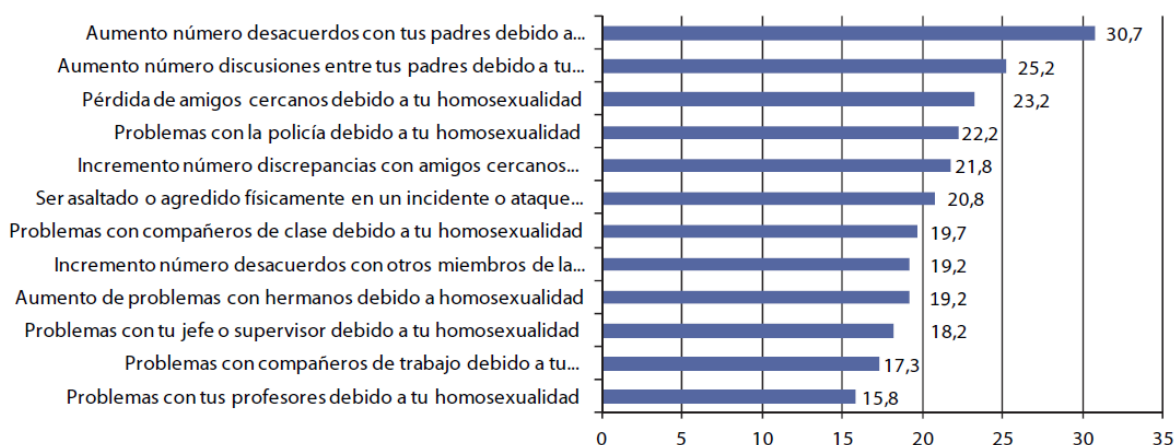 Aumento número desacuerdos con tus padres debido a... 30,7
Aumento número discusiones entre tus padres debido a tu... 25,2
Pérdida de amigos cercanos debido a tu homosexualidad 23,2
Problemas con la policía debido a tu homosexualidad 22,2
Incremento número discrepancias con amigos cercanos... 21,8
Ser asaltado o agredido físicamente en un incidente o ataque... 20,8
Problemas con compañeros de clase debido a tu homosexualidad 19,7
Incremento número desacuerdos con otros miembros de la... 19,2
Aumento de problemas con hermanos debido a homosexualidad 19,2
Problemas con tu jefe o supervisor debido a tu homosexualidad 18,2
Problemas con compañeros de trabajo debido a tu... 17,3
Problemas con tus profesores debido a tu homosexualidad 15,8
0 5 10 15 20 25 30 35